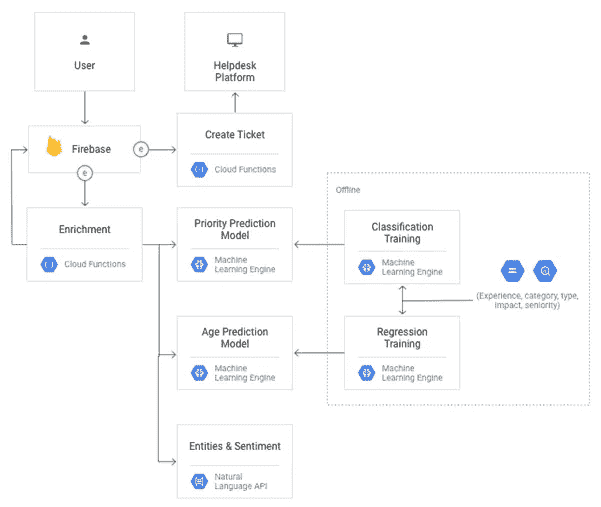 User
Helpdesk
Platform
Firebase
e
e
Create Ticket
Cloud Functions
Enrichment
Cloud Functions
Priority Prediction
Model
Machine
Learning Engine
Offline
Classification
Training
Machine
Learning Engine
(Experience, category, type,
impact, seniority)
Age Prediction
Model
Machine
Learning Engine
Regression
Training
Machine
Learning Engine
Entities & Sentiment
Natural
Language API